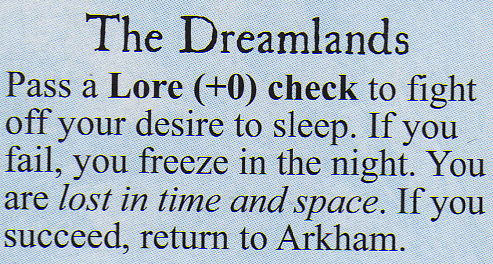 The Dreamlands
Pass a Lore (+0) check to fight
off your desire to sleep. If you
fail, you freeze in the night. You
are lost in time and space. If you
succeed, return to Arkham.